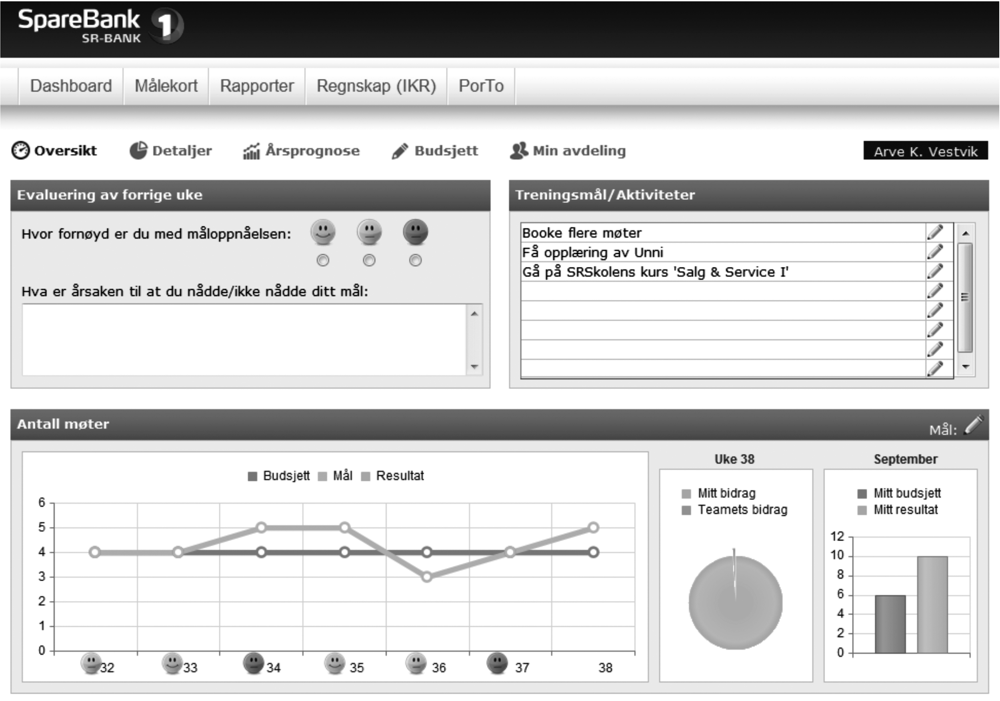 SpareBank 1
SR-BANK
Dashboard Målekort Rapporter Regnskap (IKR) PorTo
Oversikt Detaljer Årsprognose Budsjett Min avdeling Arve K. Vestvik
Evaluering av forrige uke
Hvor fornøyd er du med måloppnåelsen:
Hva er årsaken til at du nådde/ikke nådde ditt mål:
Treningsmål/Aktiviteter
Booke flere møter
Få opplæring av Unni
Gå på SRSkolens kurs 'Salg & Service I'
Antall møter Mål:
Budsjett Mål Resultat
6
5
4
3
2
1
0
32 33 34 35 36 37 38
Uke 38
Mitt bidrag
Teamets bidrag
September
Mitt budsjett
Mitt resultat
12
10
8
6
4
2
0